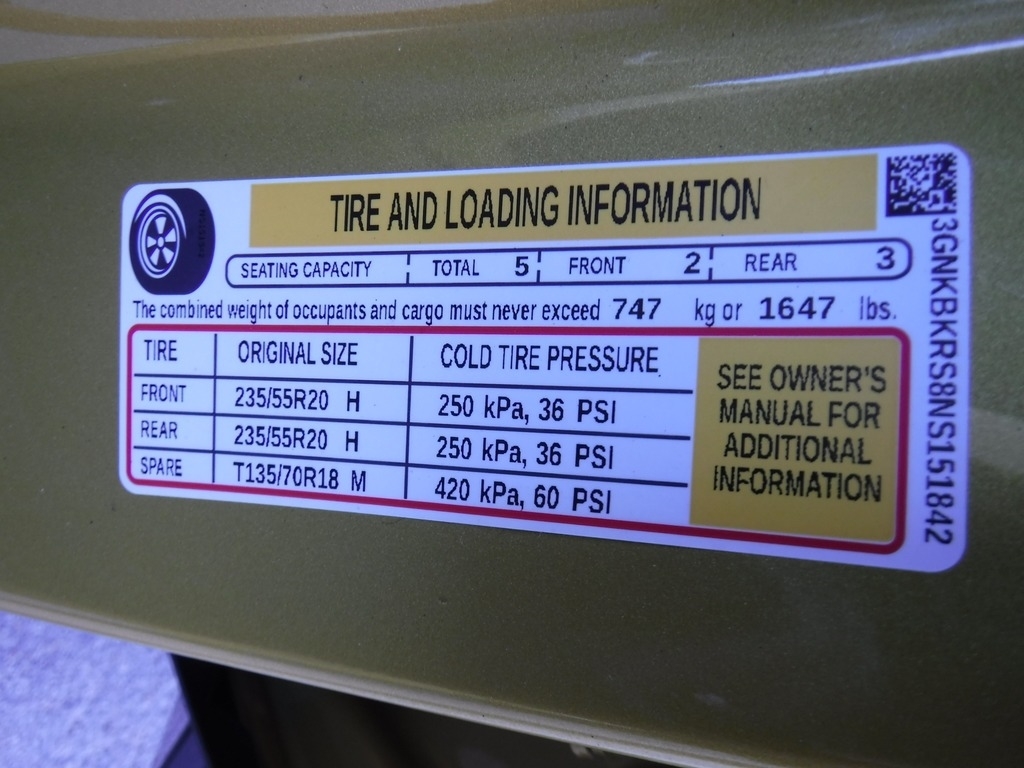 TIRE AND LOADING INFORMATION
SEATING CAPACITY TOTAL 5 FRONT 2 REAR 3
The combined weight of occupants and cargo must never exceed 747 kg or 1647 lbs.
TIRE ORIGINAL SIZE COLD TIRE PRESSURE
FRONT 235/55R20 H 250 kPa, 36 PSI
REAR 235/55R20 H 250 kPa, 36 PSI
SPARE T135/70R18 M 420 kPa, 60 PSI
SEE OWNER'S
MANUAL FOR
ADDITIONAL
INFORMATION
3GNKBKRS8NS151842